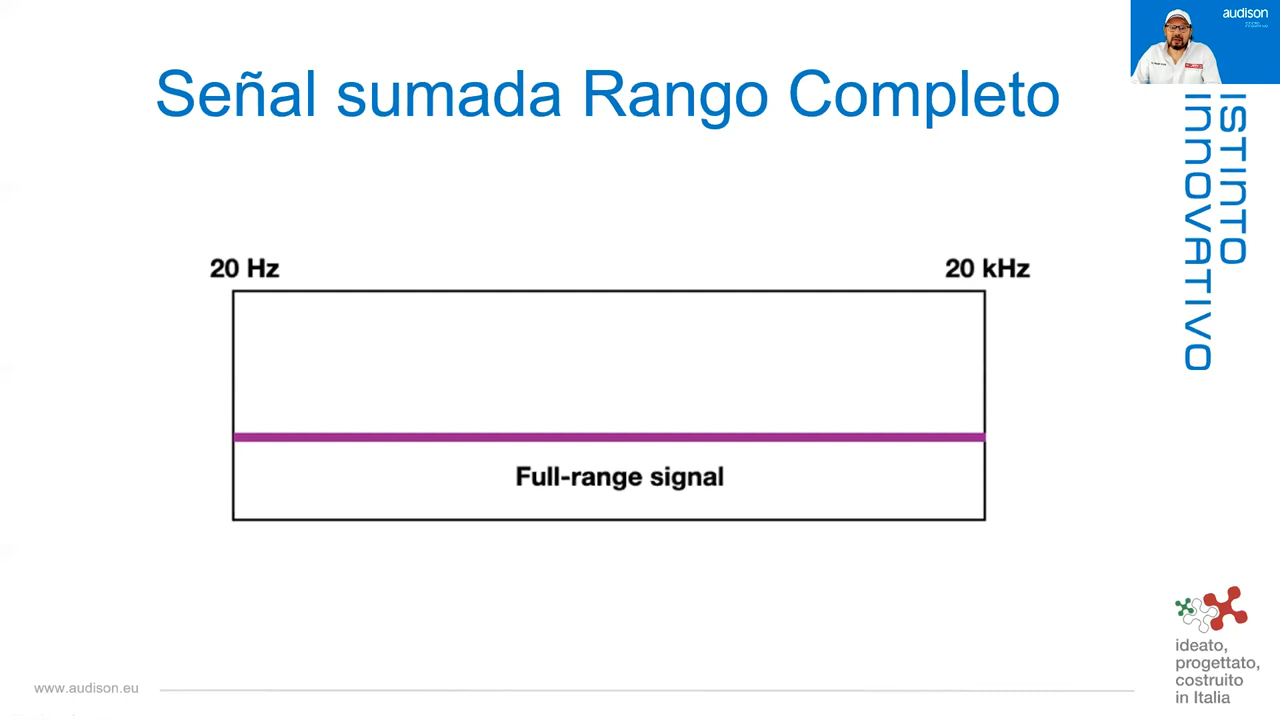 audison
Señal sumada Rango Completo
ISTINTO
INNOVATIVO
20 Hz
20 kHz
Full-range signal
ideato,
progettato,
costruito
in Italia
www.audison.eu